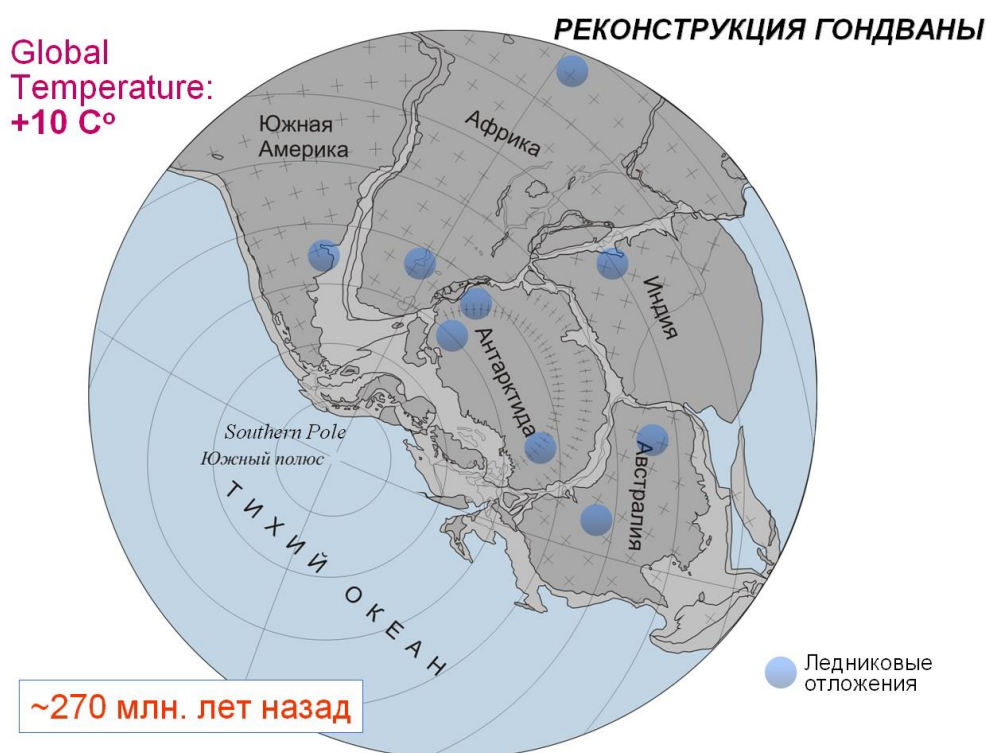 РЕКОНСТРУКЦИЯ ГОНДВАНЫ
Global
Temperature:
+10 Cº
Южная
Америка
Африка
Индия
Антарктида
Австралия
Southern Pole
Южный полюс
ТИХИЙ ОКЕАН
Ледниковые
отложения
~270 млн. лет назад